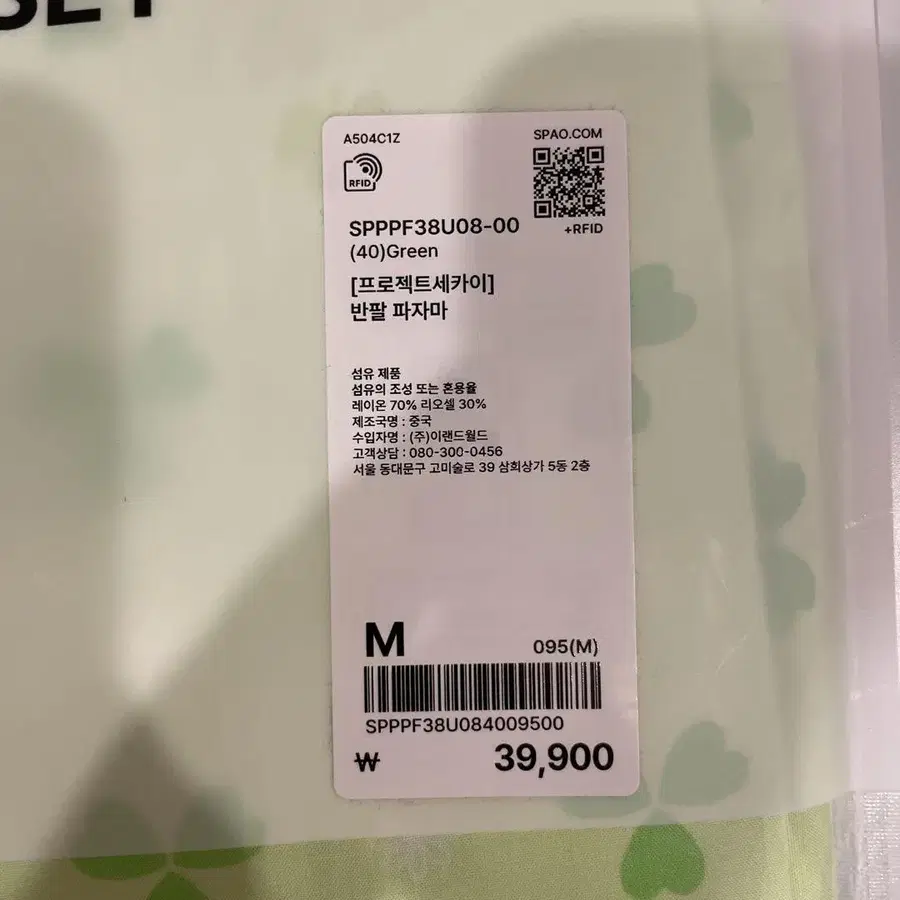 SET
A504C1Z
SPAO.COM
RFID
+RFID
SPPPF38U08-00
(40)Green
[프로젝트세카이]
반팔 파자마
섬유 제품
섬유의 조성 또는 혼용율
레이온 70% 리오셀 30%
제조국명 : 중국
수입자명 : (주)이랜드월드
고객상담 : 080-300-0456
서울 동대문구 고미술로 39 삼희상가 5동 2층
M
095(M)
SPPPF38U084009500
₩ 39,900